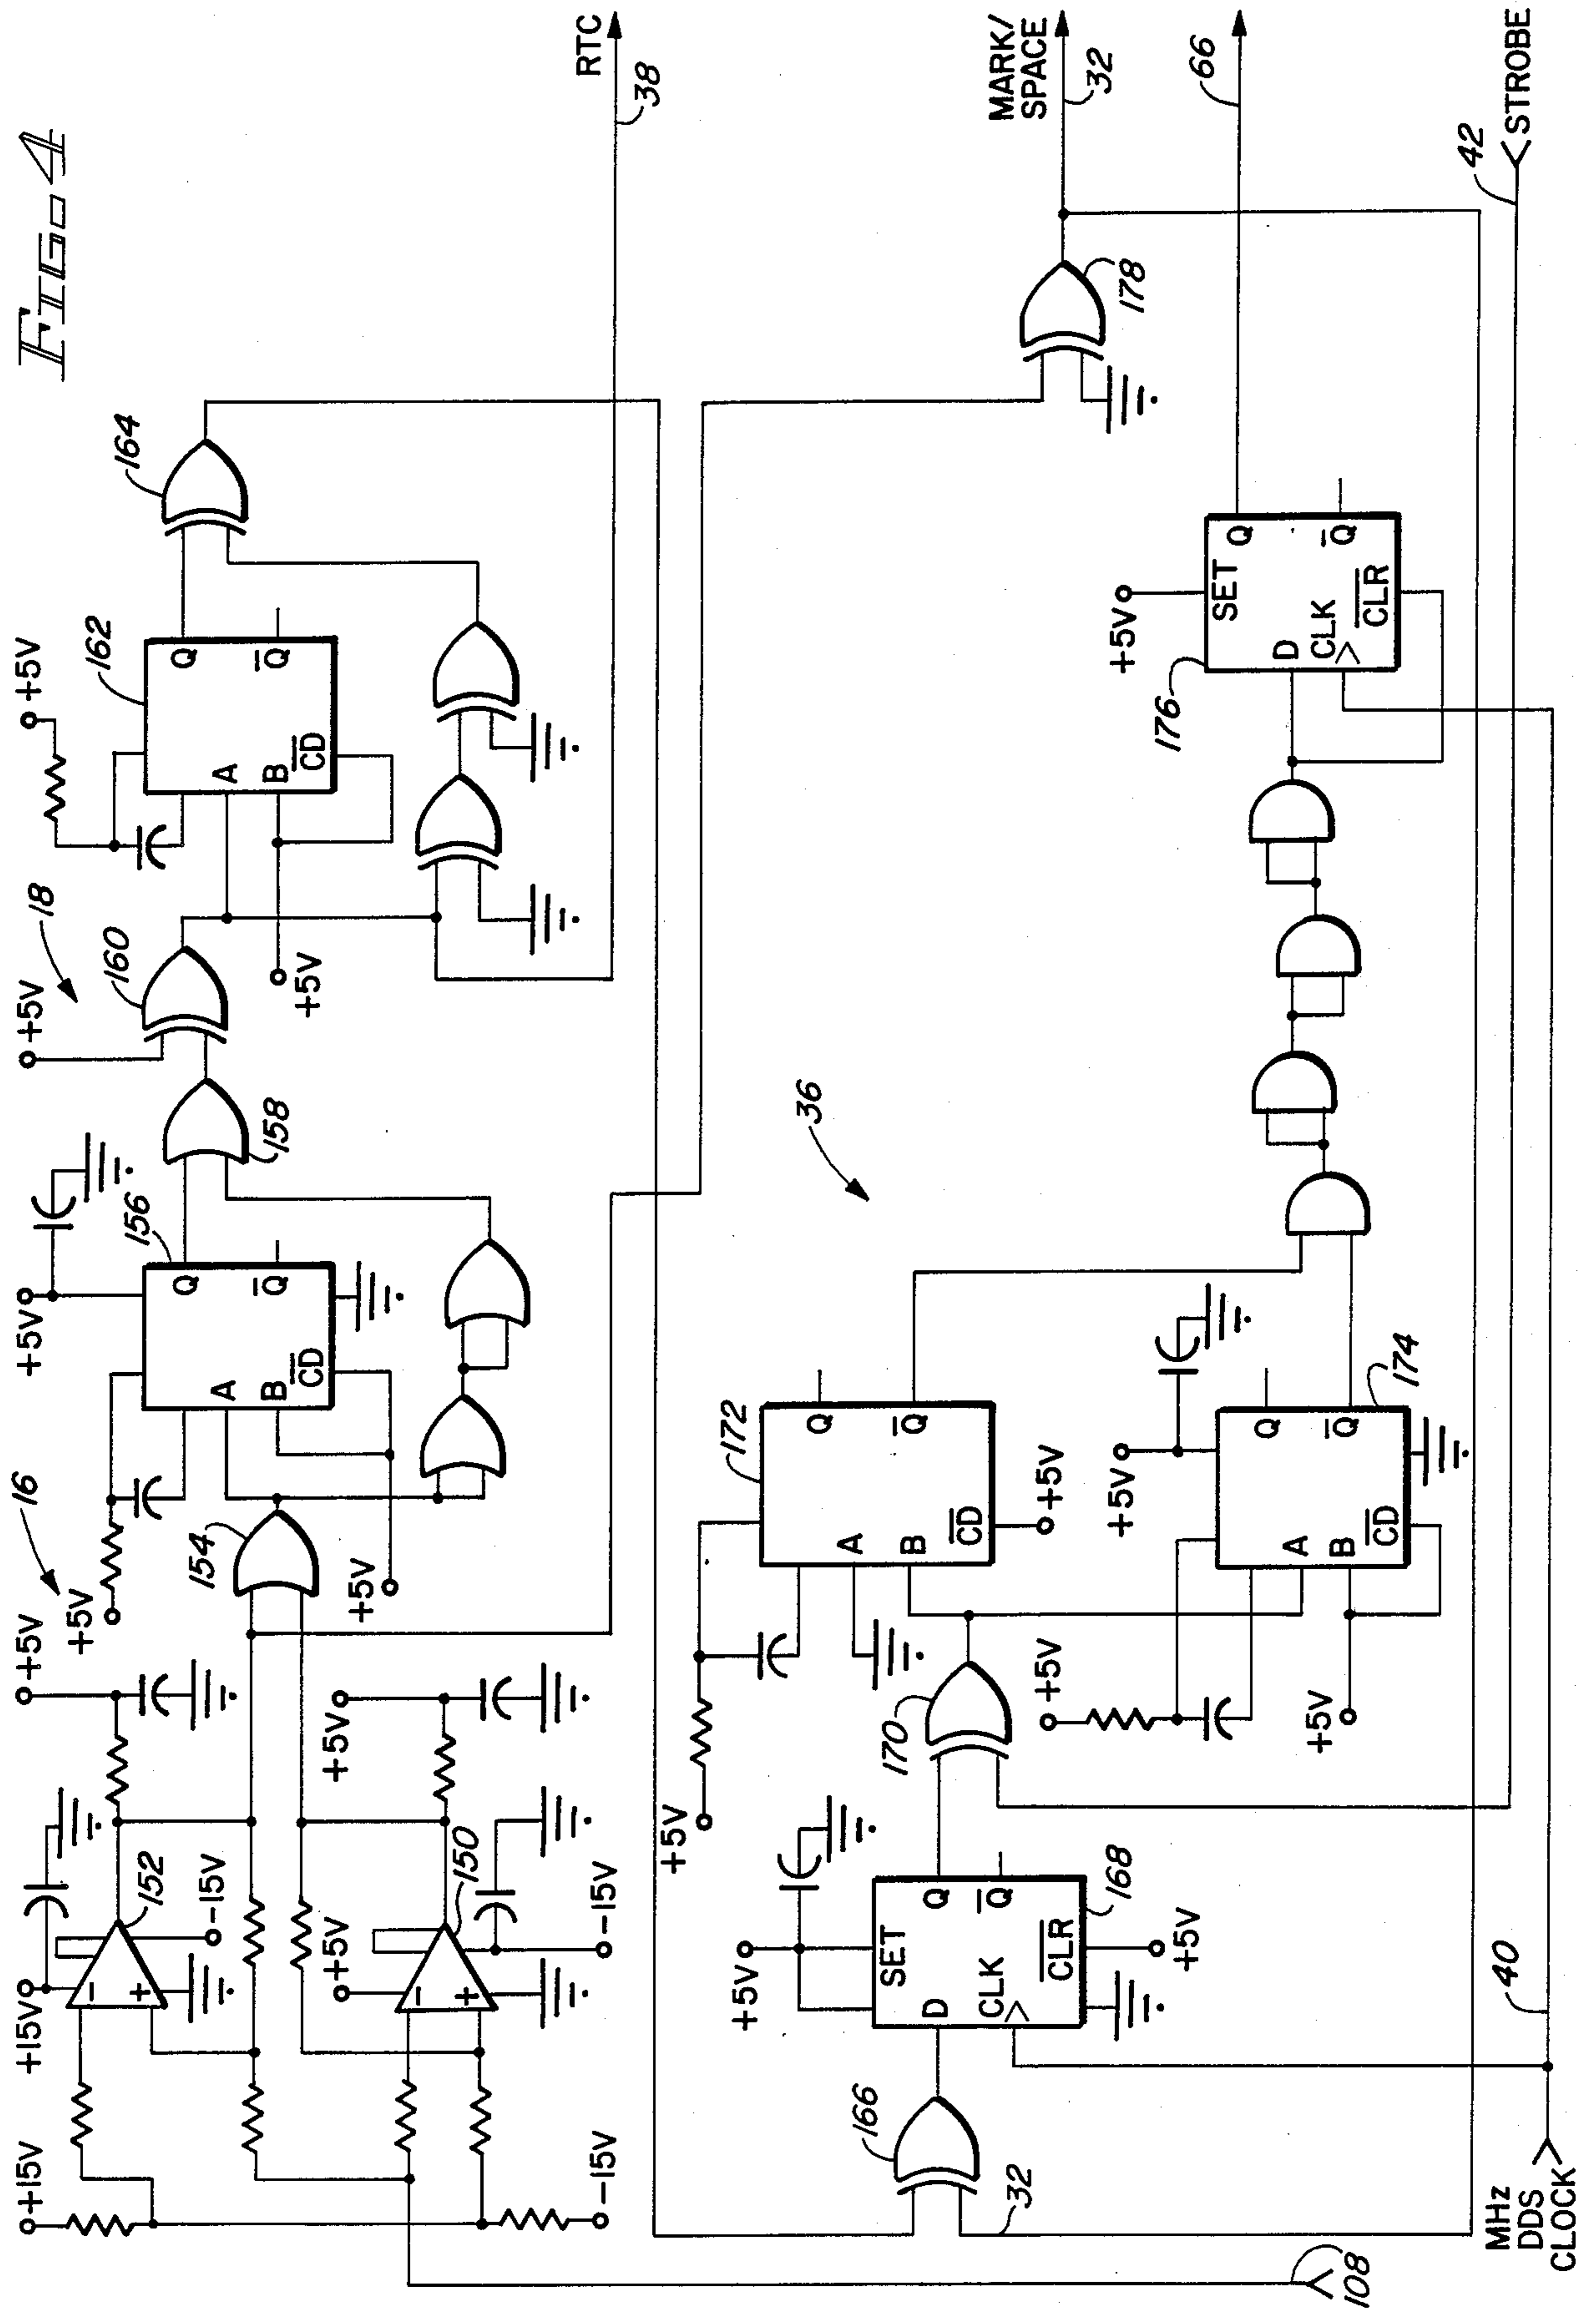 FIG-4
+5V
16
+5V
+5V
+5V
156
158
+5V
160
18
+5V
162
164
RTC
38
+15V
+15V
152
-15V
-
+
154
A
B
CD
Q
Q
+5V
A
B
CD
Q
Q
+5V
+5V
+5V
150
-
+
-15V
-15V
+5V
172
A
B
CD
Q
Q
+5V
36
MARK/
SPACE
32
178
+5V
SET
D
CLK
CLR
Q
Q
168
+5V
166
32
170
+5V
+5V
+5V
A
B
CD
Q
Q
174
+5V
176
SET
D
CLK
CLR
Q
Q
66
42
STROBE
108
MHz
DDS
CLOCK
40